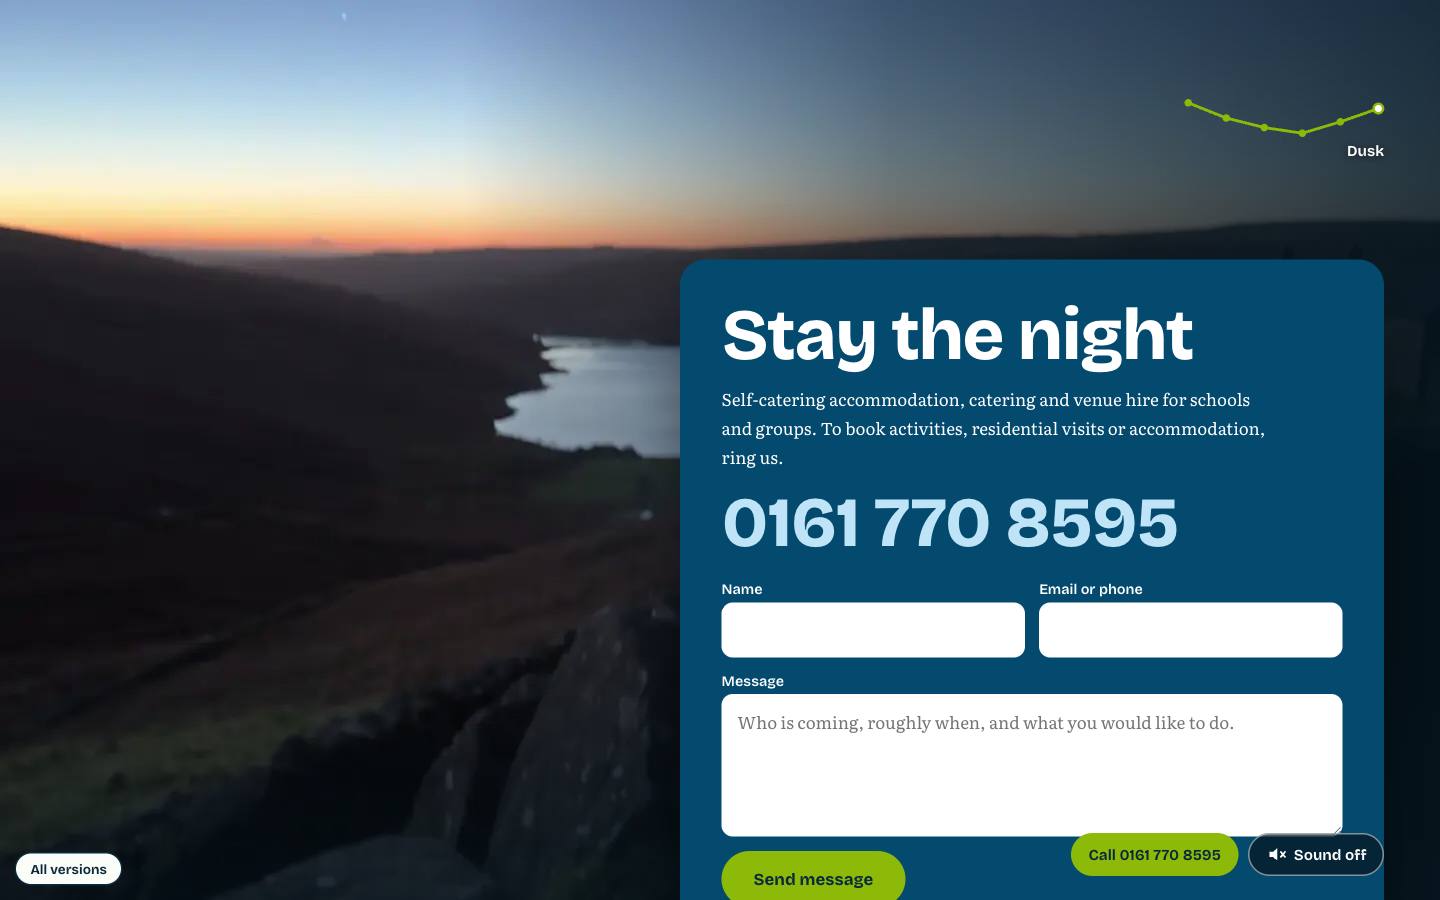 Dusk
Stay the night
Self-catering accommodation, catering and venue hire for schools
and groups. To book activities, residential visits or accommodation,
ring us.
0161 770 8595
Name
Email or phone
Message
Who is coming, roughly when, and what you would like to do.
Send message
Call 0161 770 8595
Sound off
All versions